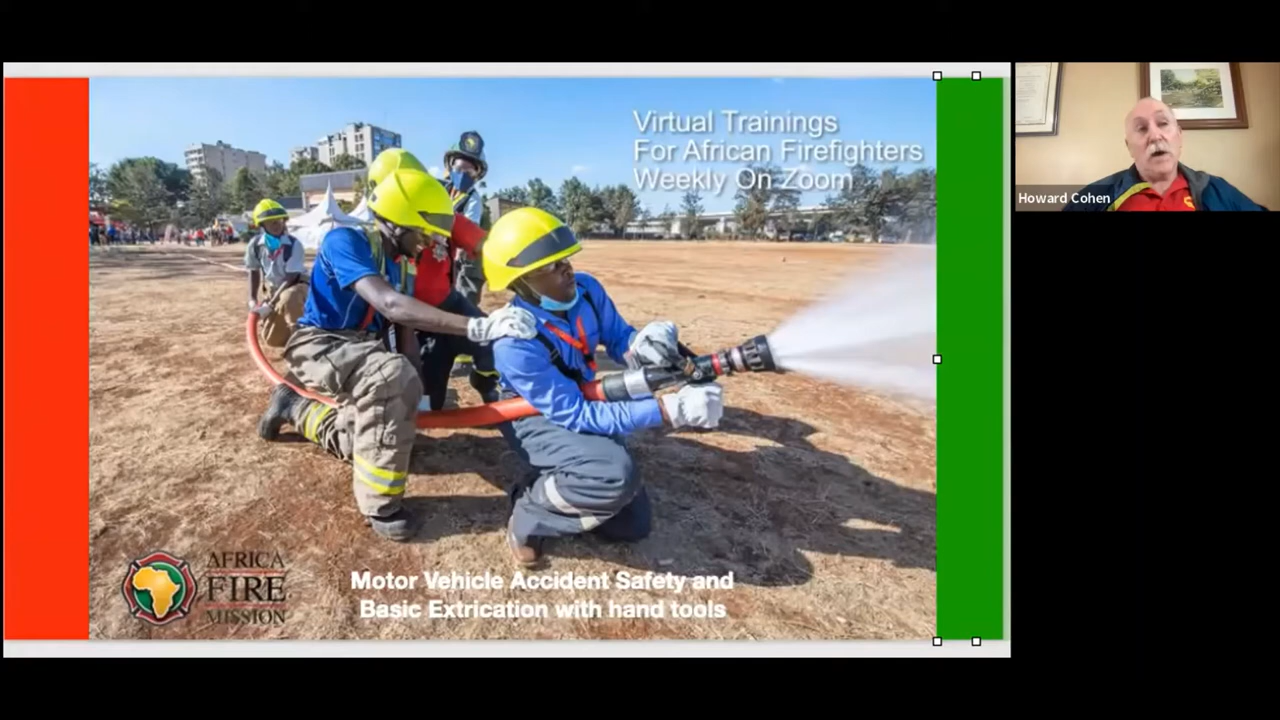 Virtual Trainings
For African Firefighters
Weekly On Zoom
Howard Cohen
AFRICA
FIRE
MISSION
Motor Vehicle Accident Safety and
Basic Extrication with hand tools